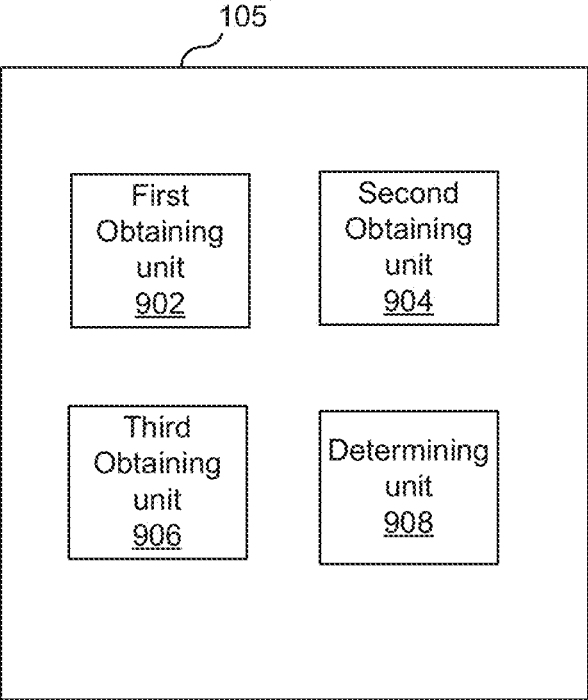 105
First
Obtaining
unit
902
Second
Obtaining
unit
904
Third
Obtaining
unit
906
Determining
unit
908